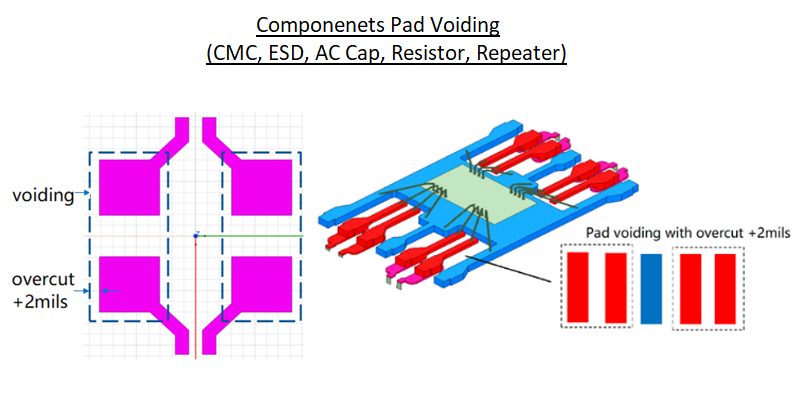 Componenets Pad Voiding
(CMC, ESD, AC Cap, Resistor, Repeater)
voiding
overcut
+2mils
Pad voiding with overcut +2mils